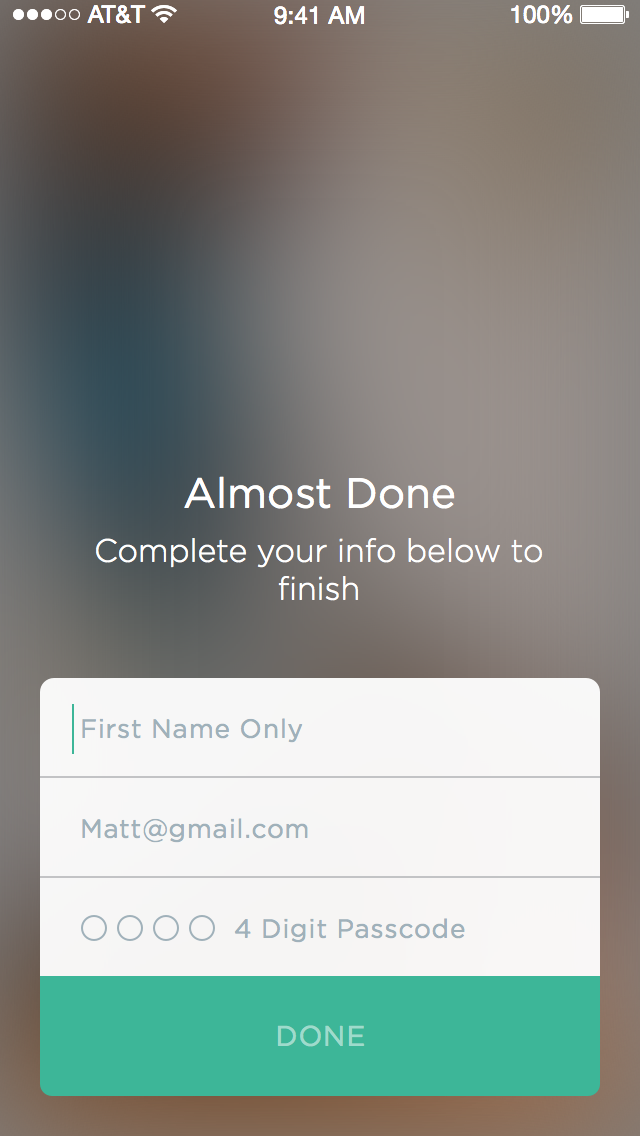 AT&T 9:41 AM 100%
Almost Done
Complete your info below to
finish
First Name Only
Matt@gmail.com
4 Digit Passcode
DONE